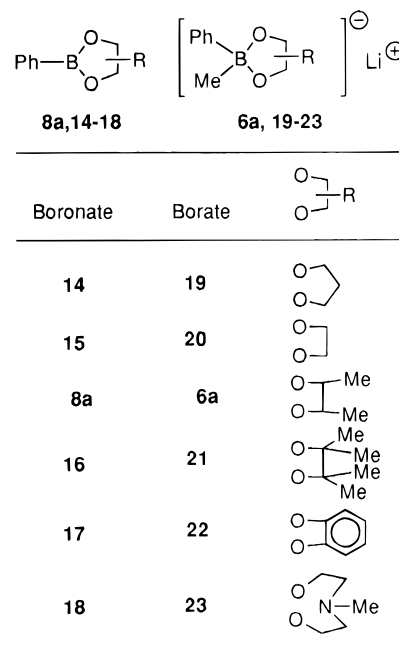 Ph B O O R
Ph Me B O O R ⊖ Li ⊕
8a,14-18 6a, 19-23
O O R
Boronate Borate
14 19 O O
15 20 O O
8a 6a O Me O Me
16 21 O Me Me O Me Me
17 22 O O
18 23 O O N Me